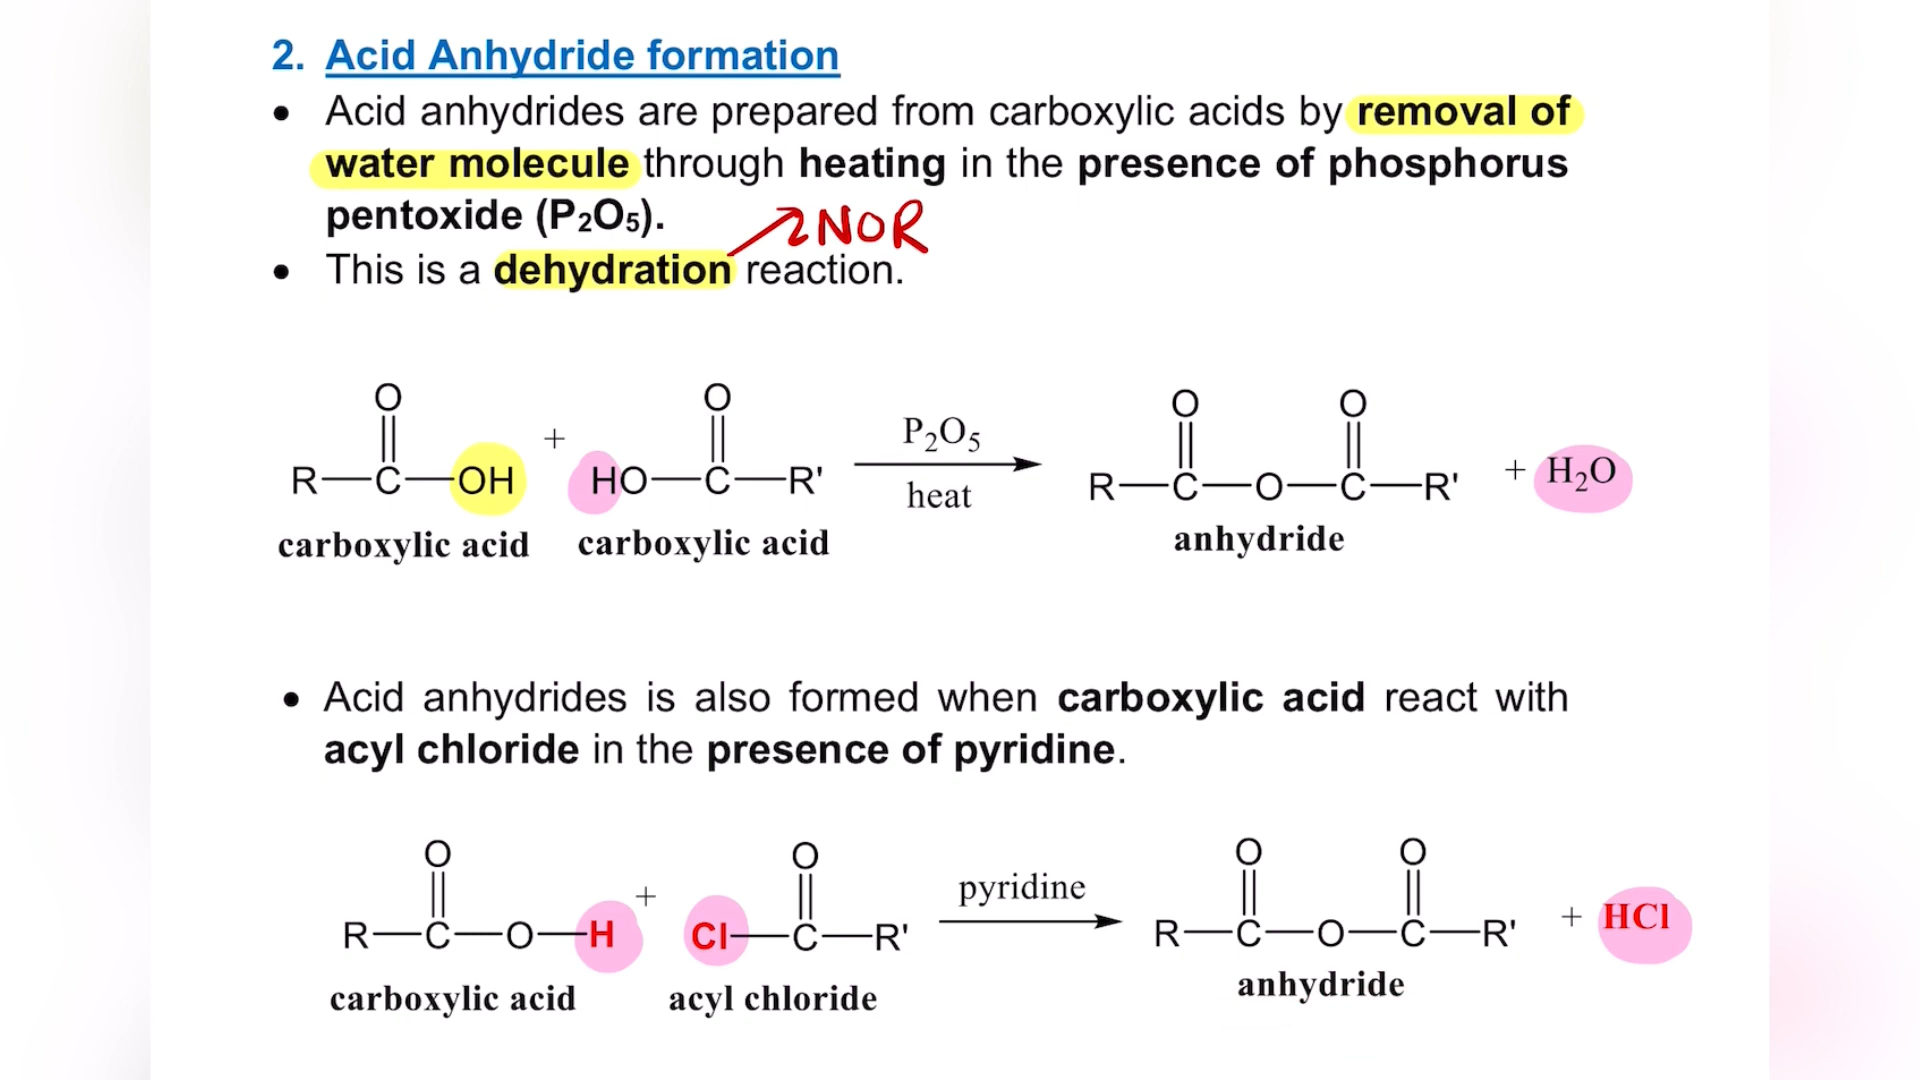 2. Acid Anhydride formation
• Acid anhydrides are prepared from carboxylic acids by removal of
water molecule through heating in the presence of phosphorus
pentoxide (P2O5).
NOR
• This is a dehydration reaction.
O O O O
R—C—OH + HO—C—R' P2O5 R—C—O—C—R' + H2O
heat
carboxylic acid carboxylic acid anhydride
• Acid anhydrides is also formed when carboxylic acid react with
acyl chloride in the presence of pyridine.
O O O O
R—C—O—H + Cl—C—R' pyridine R—C—O—C—R' + HCl
carboxylic acid acyl chloride anhydride